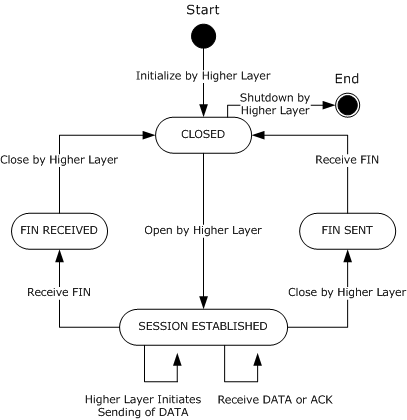 Start
Initialize by Higher Layer
End
Shutdown by
Higher Layer
CLOSED
Close by Higher Layer
Receive FIN
FIN RECEIVED
Open by Higher Layer
FIN SENT
Receive FIN
Close by Higher Layer
SESSION ESTABLISHED
Higher Layer Initiates
Sending of DATA
Receive DATA or ACK